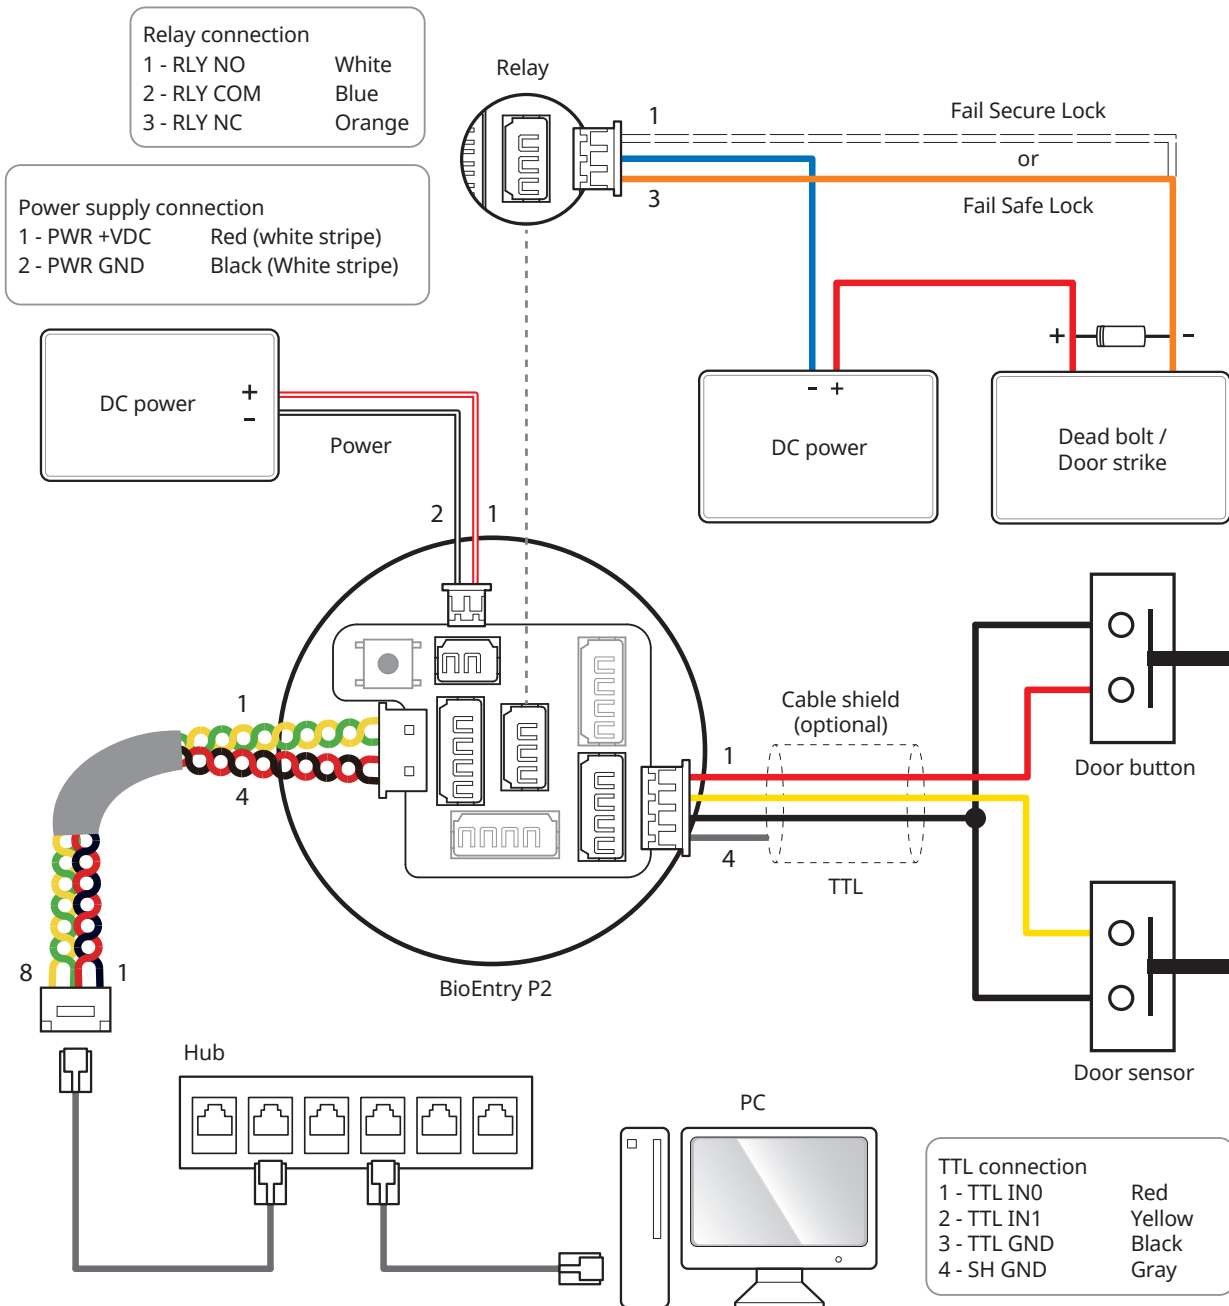 Relay connection
1 - RLY NO White
2 - RLY COM Blue
3 - RLY NC Orange
Relay
1
Fail Secure Lock
or
3
Fail Safe Lock
Power supply connection
1 - PWR +VDC Red (white stripe)
2 - PWR GND Black (White stripe)
DC power
+
-
Power
2
1
- +
DC power
+
-
Dead bolt /
Door strike
1
4
Cable shield
(optional)
1
4
TTL
Door button
BioEntry P2
8
1
Door sensor
Hub
PC
TTL connection
1 - TTL IN0 Red
2 - TTL IN1 Yellow
3 - TTL GND Black
4 - SH GND Gray